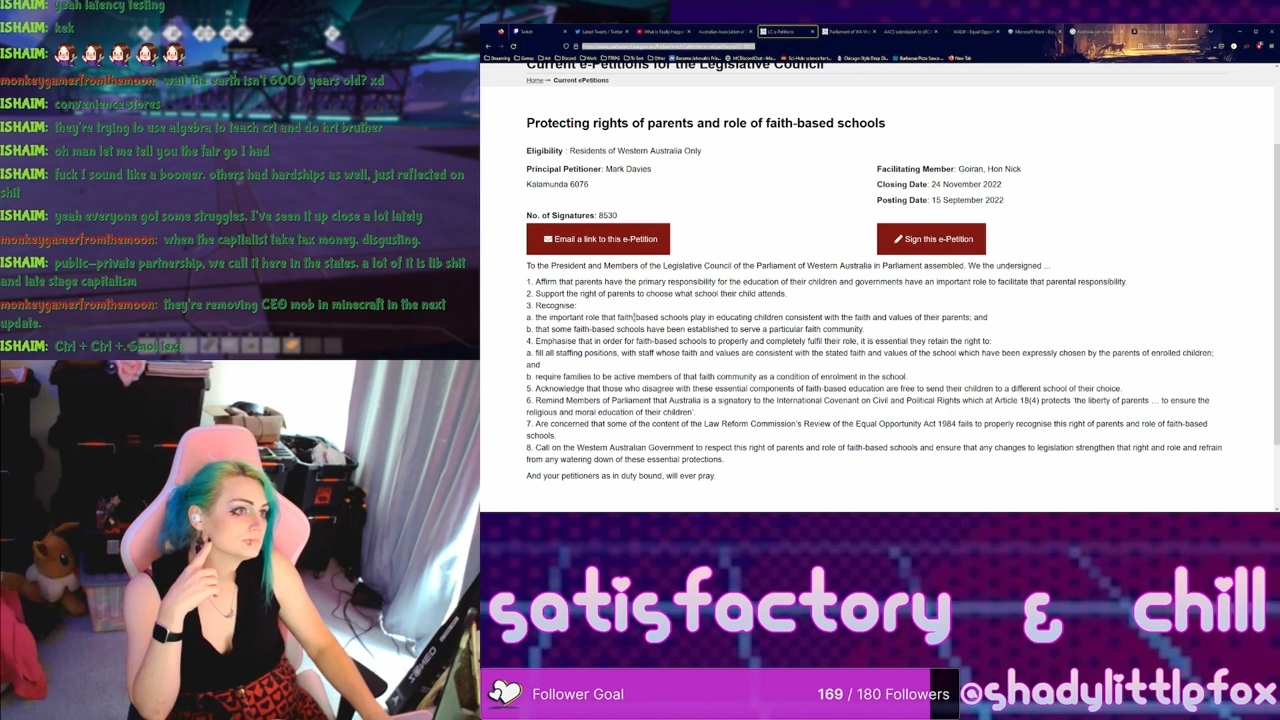 ISHAIM: latency testing
ISHAIM: kek
ISHAIM:
monkeygamerfromthemoon: wait the earth isn't 6000 years old? xd
ISHAIM: convenience stores
ISHAIM: they're trying to use algebra to teach crt and do hrt bruther
ISHAIM: oh man let me tell you the fair go I had
ISHAIM: fuck I sound like a boomer. others had hardships as well, just reflected on
shit
ISHAIM: yeah everyone got some struggles. I've seen it up close a lot lately
monkeygamerfromthemoon: when the capitalist take tax money. disgusting.
ISHAIM: public-private partnership, we call it here in the states. a lot of it is lib shit
and late stage capitalism
monkeygamerfromthemoon: they're removing CEO mob in minecraft in the next
update.
ISHAIM: Ctrl + Ctrl +. Smol!et1
Current e-Petitions for the Legislative Council
Home → Current ePetitions
Protecting rights of parents and role of faith-based schools
Eligibility : Residents of Western Australia Only
Principal Petitioner: Mark Davies
Kalamunda 6076
Facilitating Member: Goiran, Hon Nick
Closing Date: 24 November 2022
Posting Date: 15 September 2022
No. of Signatures: 8530
Email a link to this e-Petition
Sign this e-Petition
To the President and Members of the Legislative Council of the Parliament of Western Australia in Parliament assembled. We the undersigned ...
1. Affirm that parents have the primary responsibility for the education of their children and governments have an important role to facilitate that parental responsibility.
2. Support the right of parents to choose what school their child attends.
3. Recognise:
a. the important role that faith-based schools play in educating children consistent with the faith and values of their parents; and
b. that some faith-based schools have been established to serve a particular faith community.
4. Emphasise that in order for faith-based schools to properly and completely fulfil their role, it is essential they retain the right to:
a. fill all staffing positions, with staff whose faith and values are consistent with the stated faith and values of the school which have been expressly chosen by the parents of enrolled children;
and
b. require families to be active members of that faith community as a condition of enrolment in the school.
5. Acknowledge that those who disagree with these essential components of faith-based education are free to send their children to a different school of their choice.
6. Remind Members of Parliament that Australia is a signatory to the International Covenant on Civil and Political Rights which at Article 18(4) protects 'the liberty of parents … to ensure the
religious and moral education of their children'.
7. Are concerned that some of the content of the Law Reform Commission's Review of the Equal Opportunity Act 1984 fails to properly recognise this right of parents and role of faith-based
schools.
8. Call on the Western Australian Government to respect this right of parents and role of faith-based schools and ensure that any changes to legislation strengthen that right and role and refrain
from any watering down of these essential protections.
And your petitioners as in duty bound, will ever pray.
satisfactory & chill
Follower Goal
169 / 180 Followers
@shadylittlefox
SOMEO